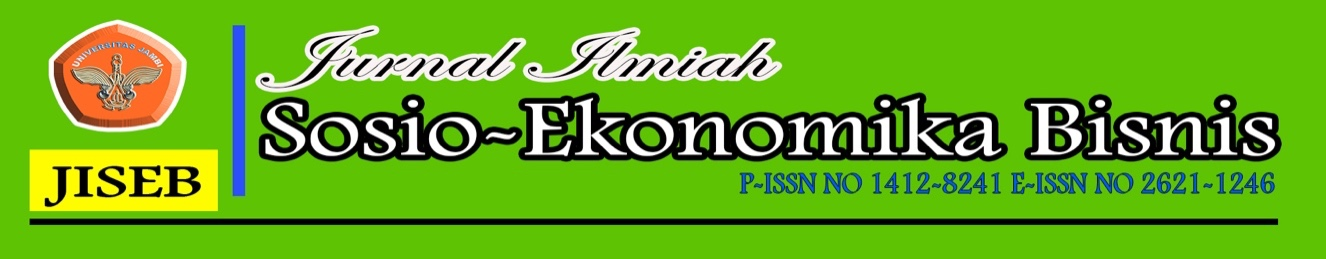 UNIVERSITAS JAMBI
JISEB
Jurnal Ilmiah
Sosio~Ekonomika Bisnis
P~ISSN NO 1412~8241 E~ISSN NO 2621~1246